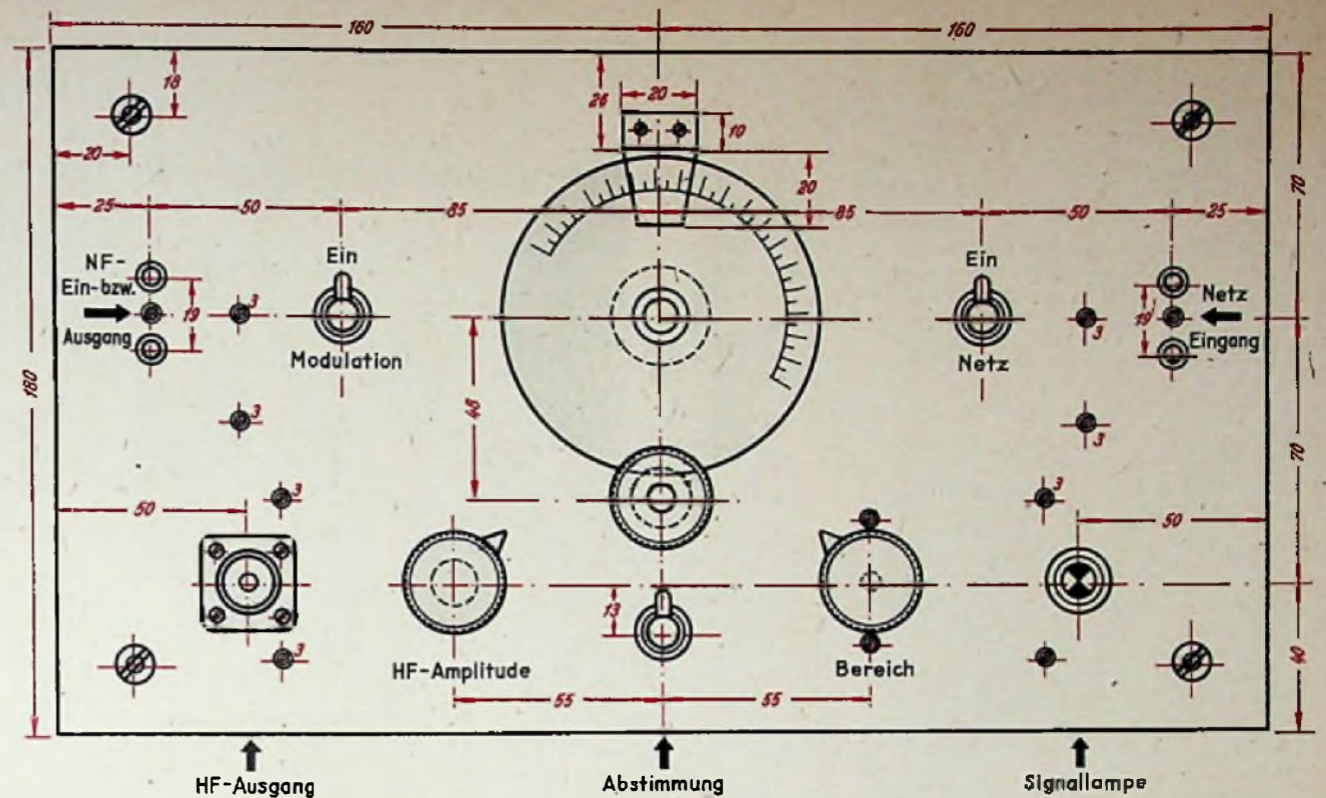 160 160
18 26 20 10
20 20 70
25 50 85 85 50 25
NF-
Ein-bzw.
Ausgang
19
3
Ein
Modulation
Ein
Netz
3
19
Netz
Eingang
180
48
3
3
70
3
3
50
50
13
3
HF-Amplitude
Bereich
40
55 55
HF-Ausgang
Abstimmung
Signallampe